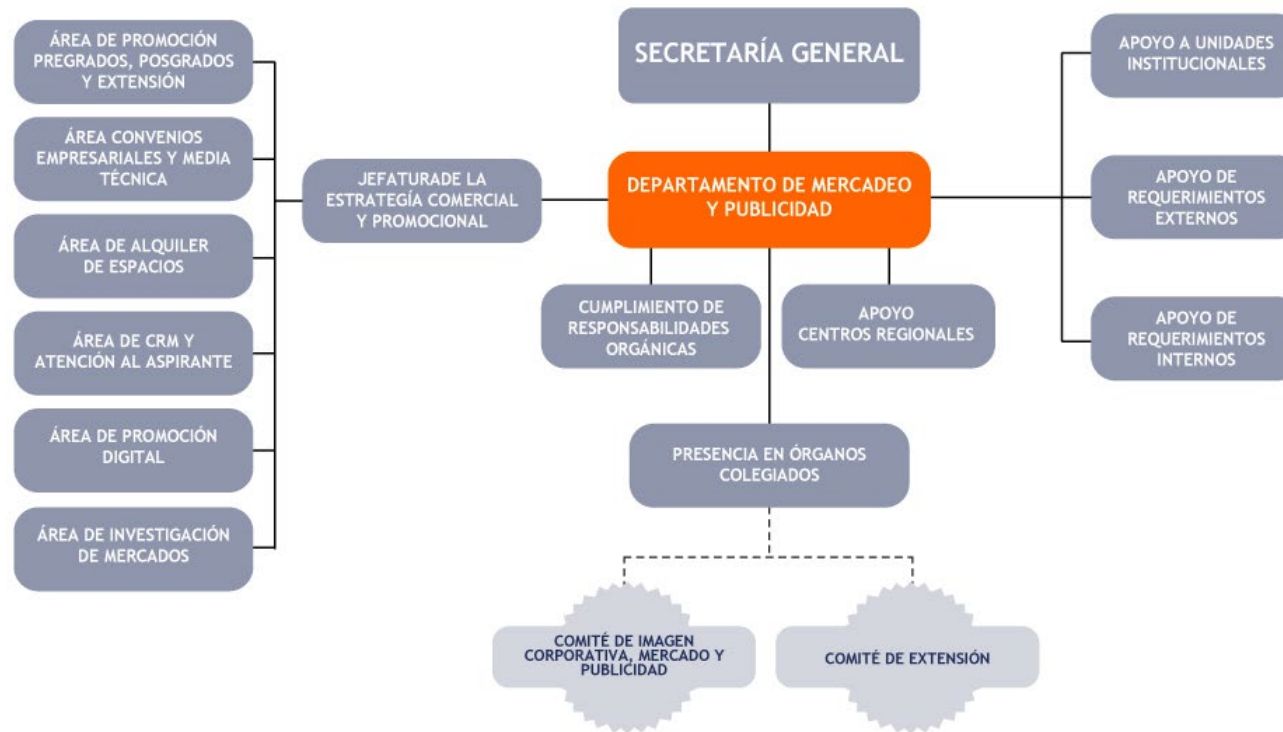 SECRETARÍA GENERAL
DEPARTAMENTO DE MERCADEO
Y PUBLICIDAD
JEFATURADE LA
ESTRATEGÍA COMERCIAL
Y PROMOCIONAL
ÁREA DE PROMOCIÓN
PREGRADOS, POSGRADOS
Y EXTENSIÓN
ÁREA CONVENIOS
EMPRESARIALES Y MEDIA
TÉCNICA
ÁREA DE ALQUILER
DE ESPACIOS
ÁREA DE CRM Y
ATENCIÓN AL ASPIRANTE
ÁREA DE PROMOCIÓN
DIGITAL
ÁREA DE INVESTIGACIÓN
DE MERCADOS
CUMPLIMIENTO DE
RESPONSABILIDADES
ORGÁNICAS
APOYO
CENTROS REGIONALES
APOYO A UNIDADES
INSTITUCIONALES
APOYO DE
REQUERIMIENTOS
EXTERNOS
APOYO DE
REQUERIMIENTOS
INTERNOS
PRESENCIA EN ÓRGANOS
COLEGIADOS
COMITÉ DE IMAGEN
CORPORATIVA, MERCADO Y
PUBLICIDAD
COMITÉ DE EXTENSIÓN